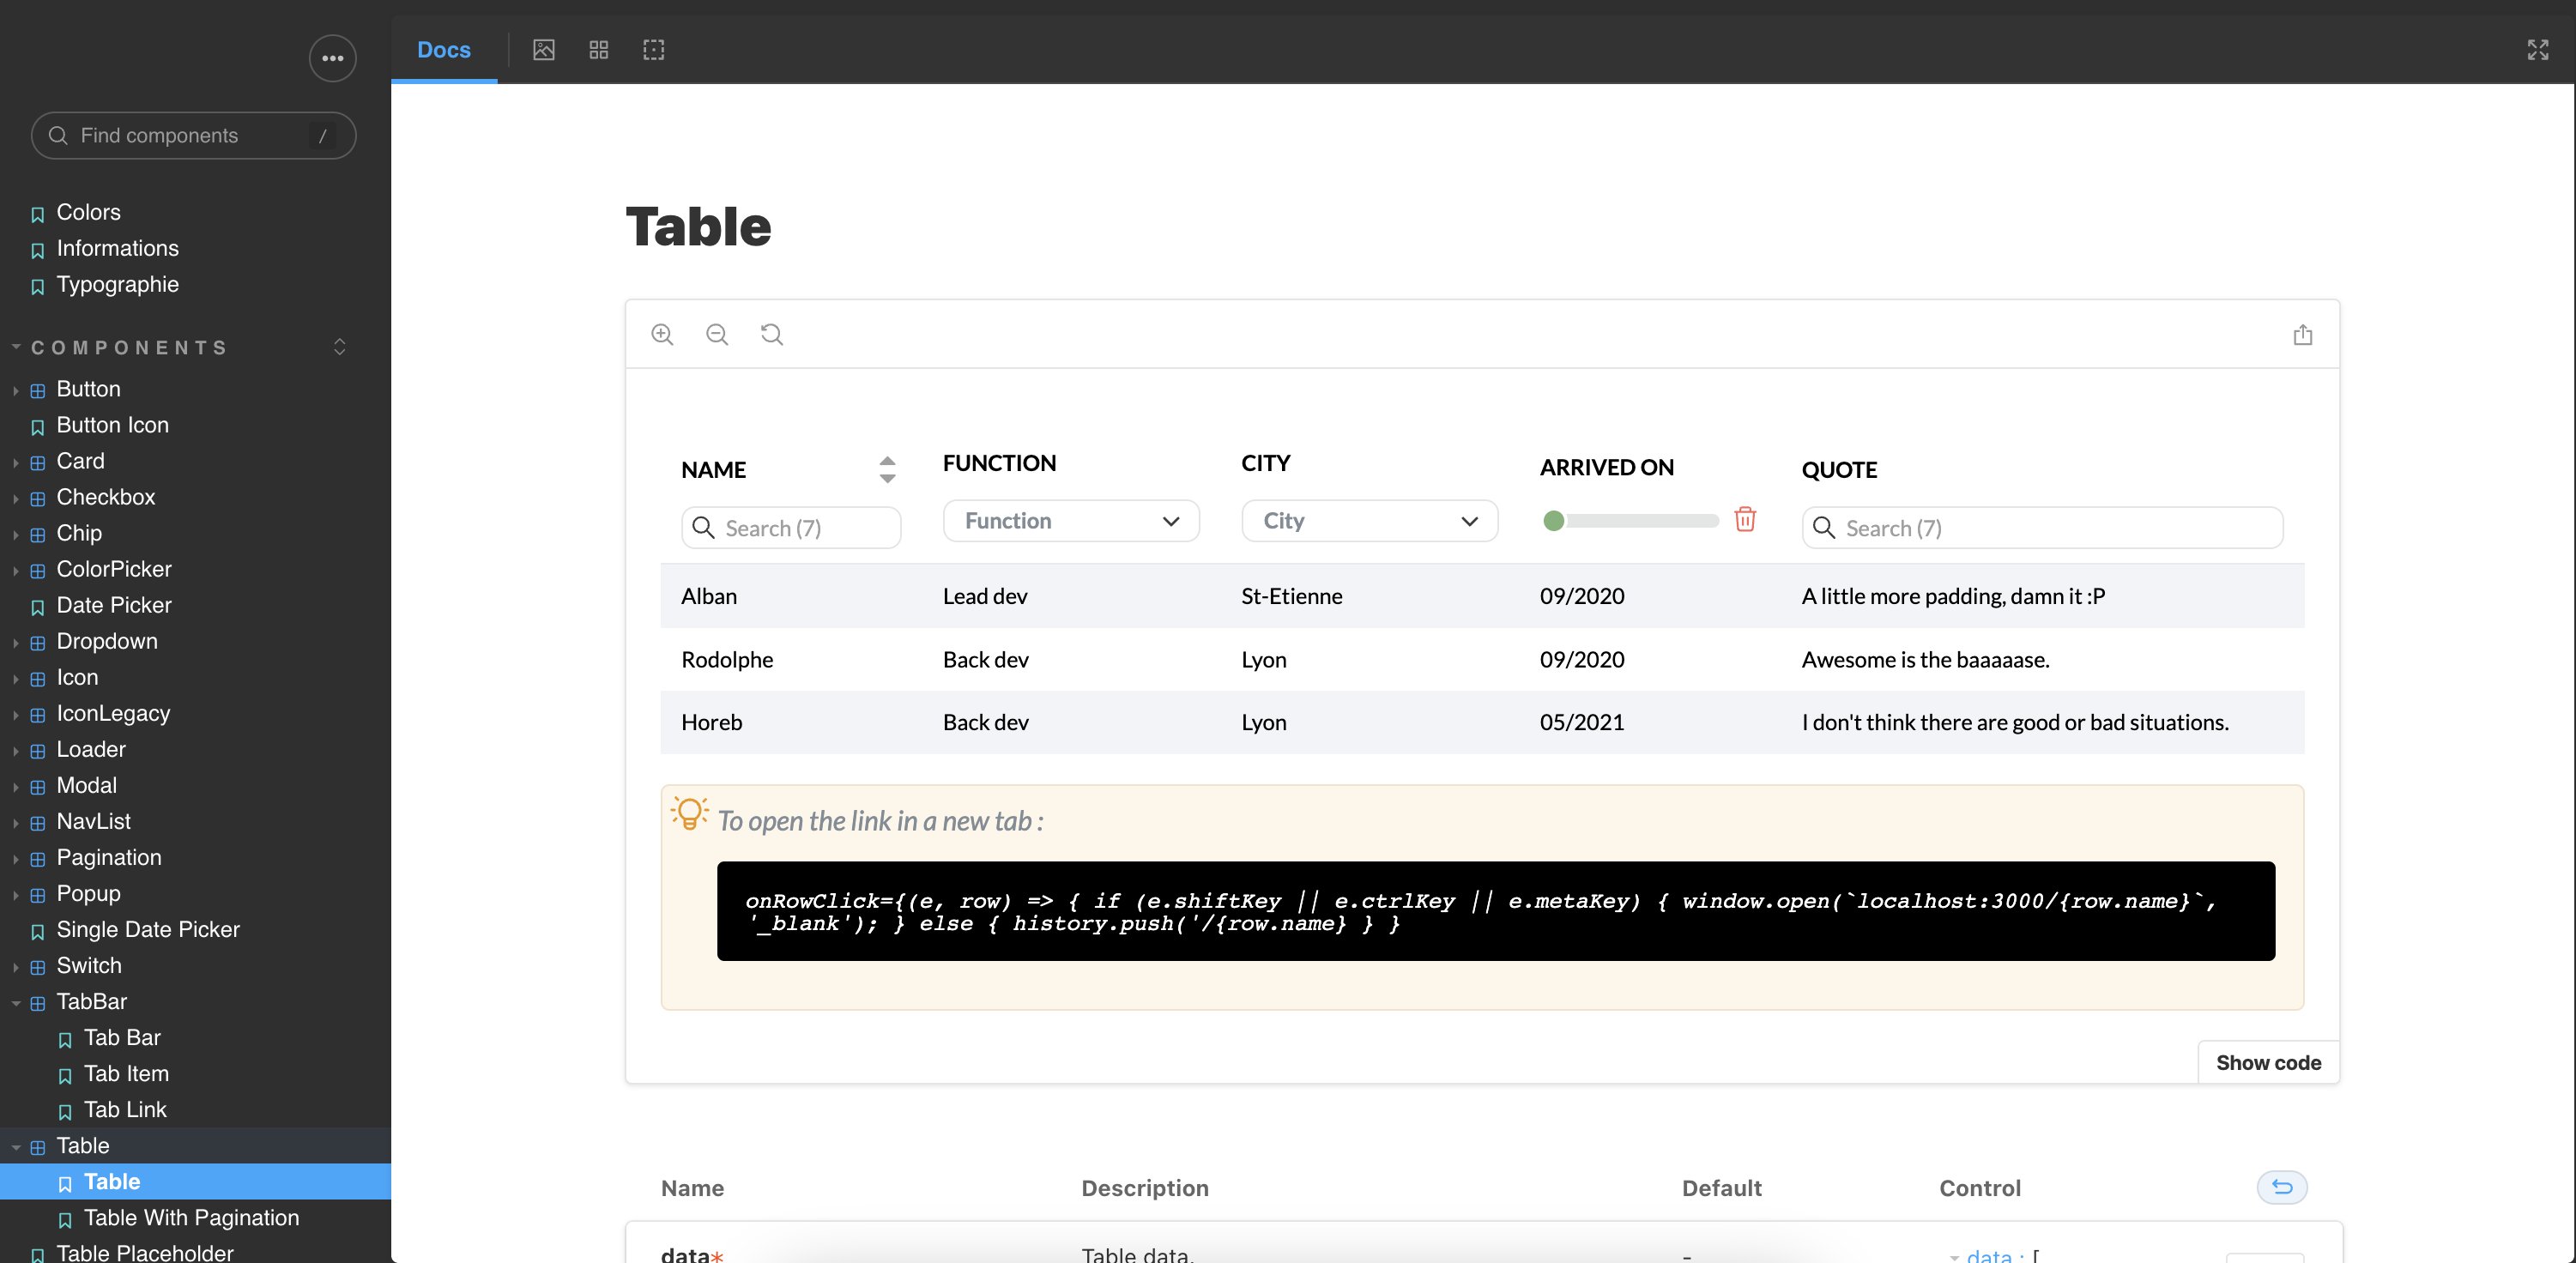 Find components /
Colors
Informations
Typographie
COMPONENTS
Button
Button Icon
Card
Checkbox
Chip
ColorPicker
Date Picker
Dropdown
Icon
IconLegacy
Loader
Modal
NavList
Pagination
Popup
Single Date Picker
Switch
TabBar
Tab Bar
Tab Item
Tab Link
Table
Table
Table With Pagination
Table Placeholder
Docs
Table
NAME FUNCTION CITY ARRIVED ON QUOTE
Search (7) Function City Search (7)
Alban Lead dev St-Etienne 09/2020 A little more padding, damn it :P
Rodolphe Back dev Lyon 09/2020 Awesome is the baaaaase.
Horeb Back dev Lyon 05/2021 I don't think there are good or bad situations.
To open the link in a new tab :
onRowClick={(e, row) => { if (e.shiftKey || e.ctrlKey || e.metaKey) { window.open(`localhost:3000/{row.name}`,
'_blank'); } else { history.push('/{row.name} } }
Show code
Name Description Default Control
data* Table data. - data : [